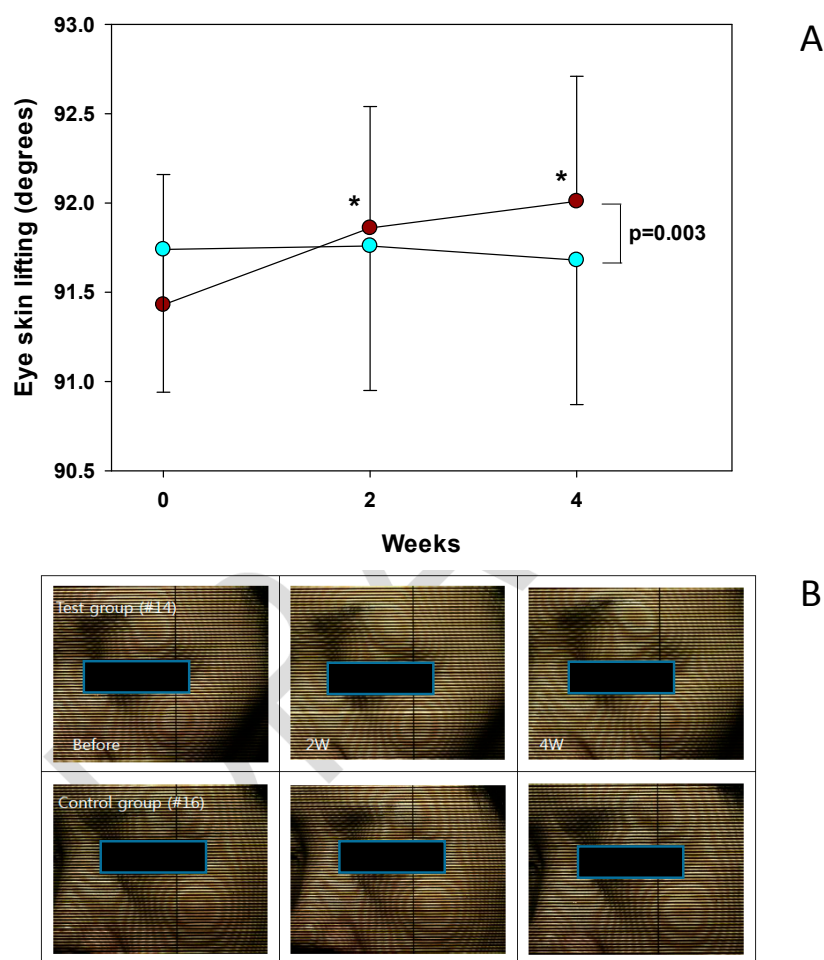 A
93.0
92.5
92.0
91.5
91.0
90.5
Eye skin lifting (degrees)
*
*
p=0.003
0 2 4
Weeks
B
Test group (#14)
Before 2W 4W
Control group (#16)